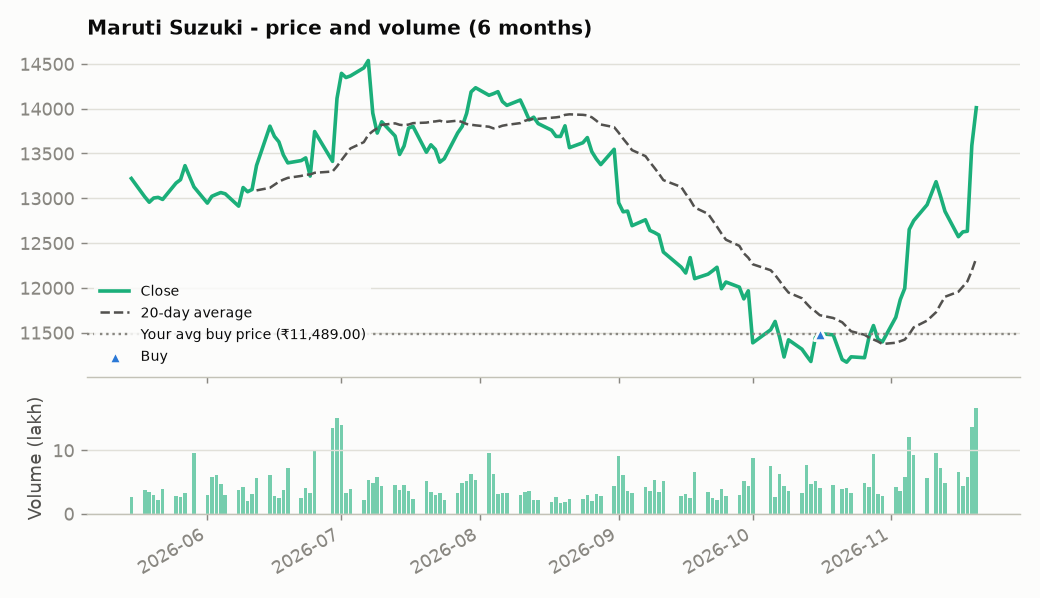 Maruti Suzuki - price and volume (6 months)
14500
14000
13500
13000
12500
12000
11500
Close
20-day average
Your avg buy price (₹11,489.00)
Buy
Volume (lakh)
10
0
2026-06
2026-07
2026-08
2026-09
2026-10
2026-11